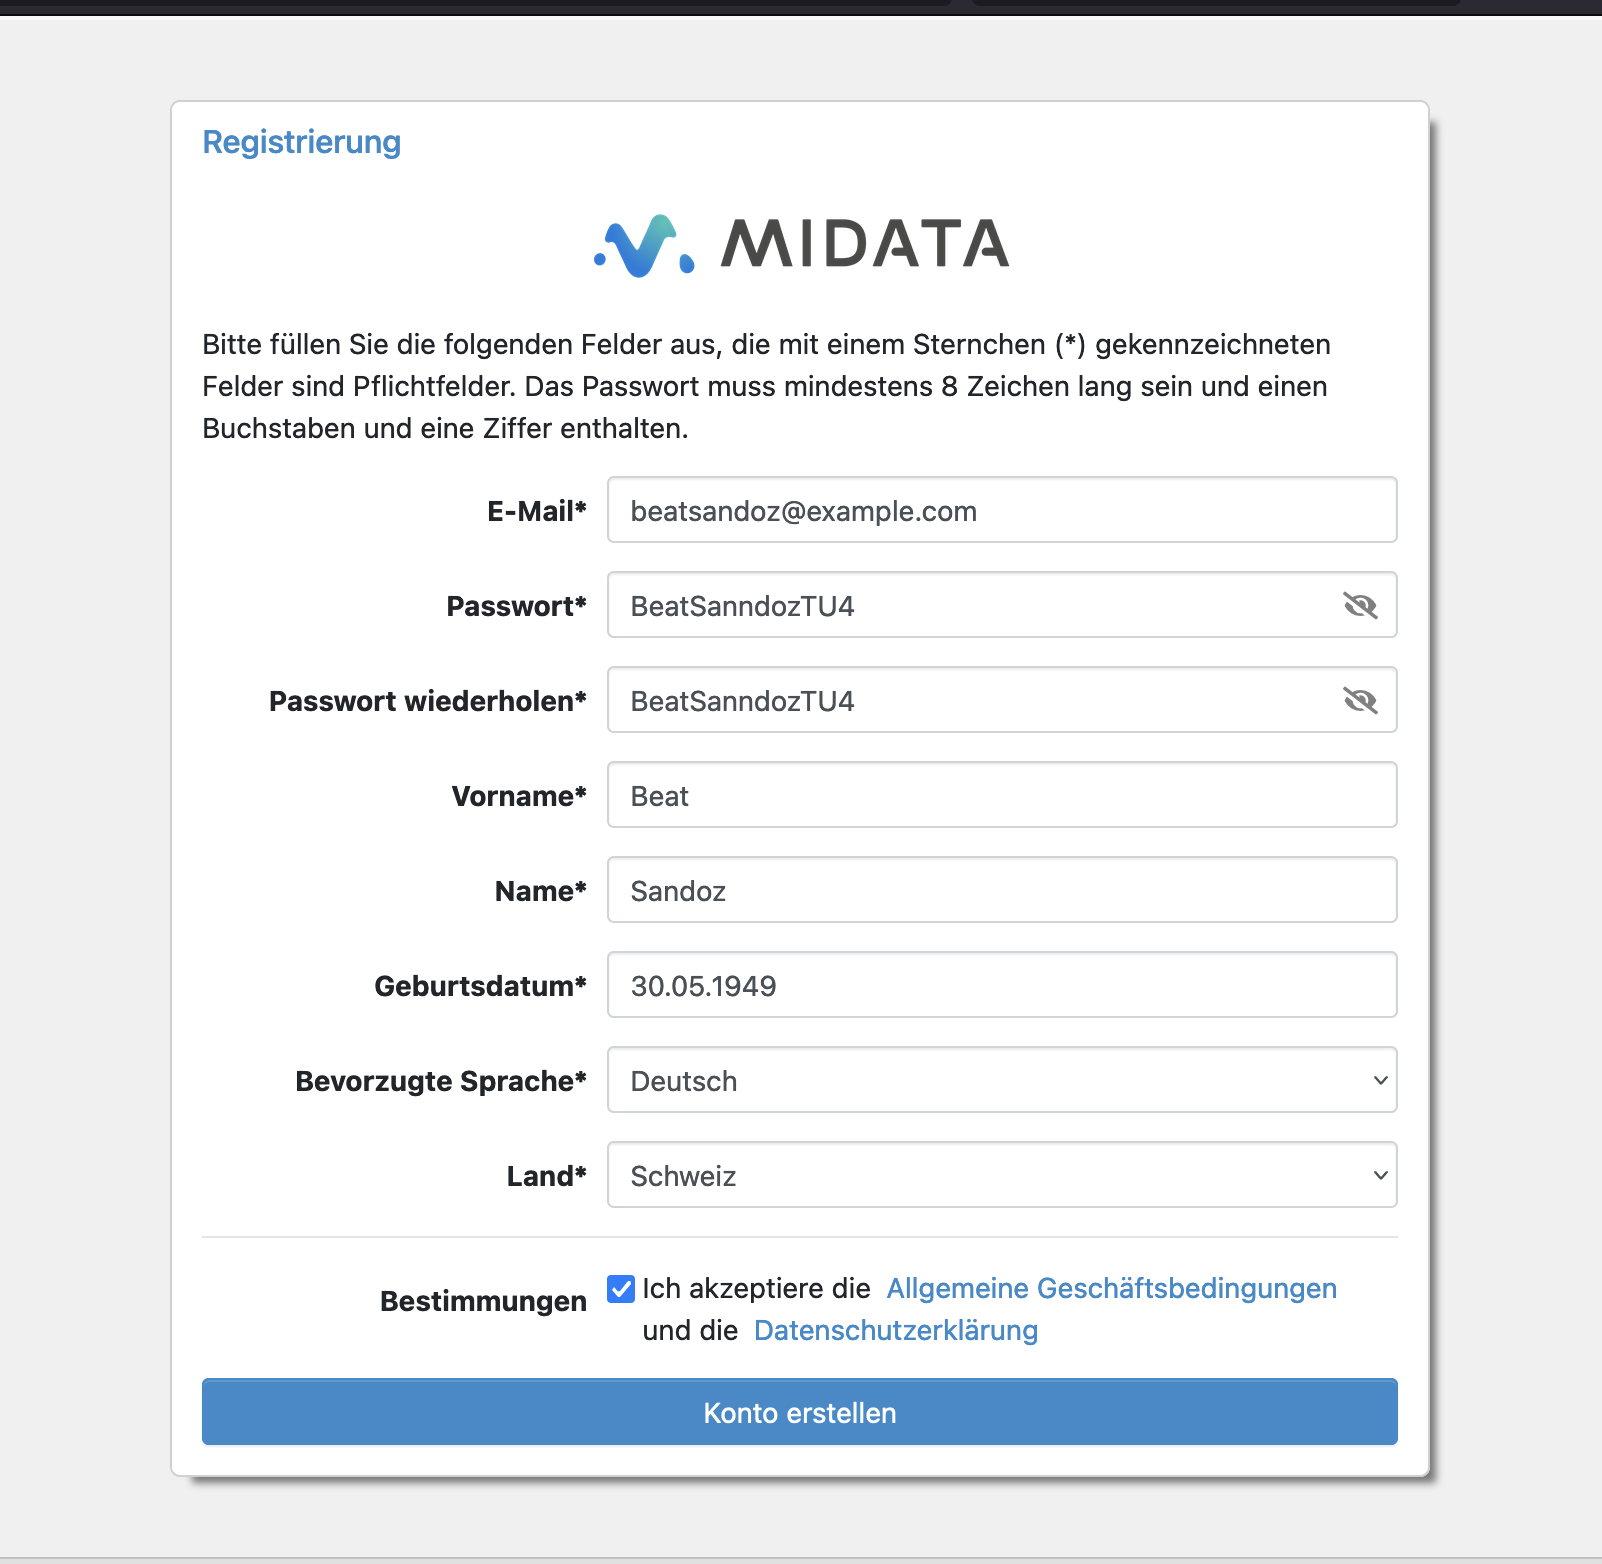 Registrierung
MIDATA
Bitte füllen Sie die folgenden Felder aus, die mit einem Sternchen (*) gekennzeichneten
Felder sind Pflichtfelder. Das Passwort muss mindestens 8 Zeichen lang sein und einen
Buchstaben und eine Ziffer enthalten.
E-Mail* beatsandoz@example.com
Passwort* BeatSanndozTU4
Passwort wiederholen* BeatSanndozTU4
Vorname* Beat
Name* Sandoz
Geburtsdatum* 30.05.1949
Bevorzugte Sprache* Deutsch
Land* Schweiz
Bestimmungen Ich akzeptiere die Allgemeine Geschäftsbedingungen
und die Datenschutzerklärung
Konto erstellen